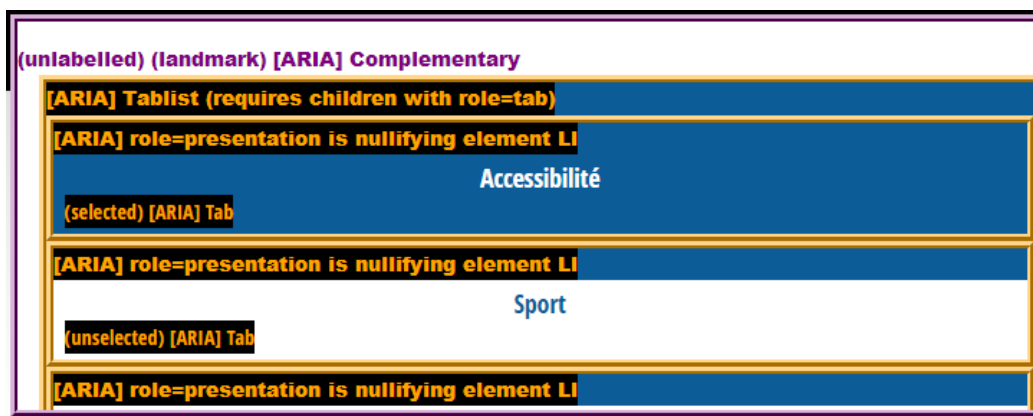 (unlabelled) (landmark) [ARIA] Complementary
[ARIA] Tablist (requires children with role=tab)
[ARIA] role=presentation is nullifying element LI
Accessibilité
(selected) [ARIA] Tab
[ARIA] role=presentation is nullifying element LI
Sport
(unselected) [ARIA] Tab
[ARIA] role=presentation is nullifying element LI